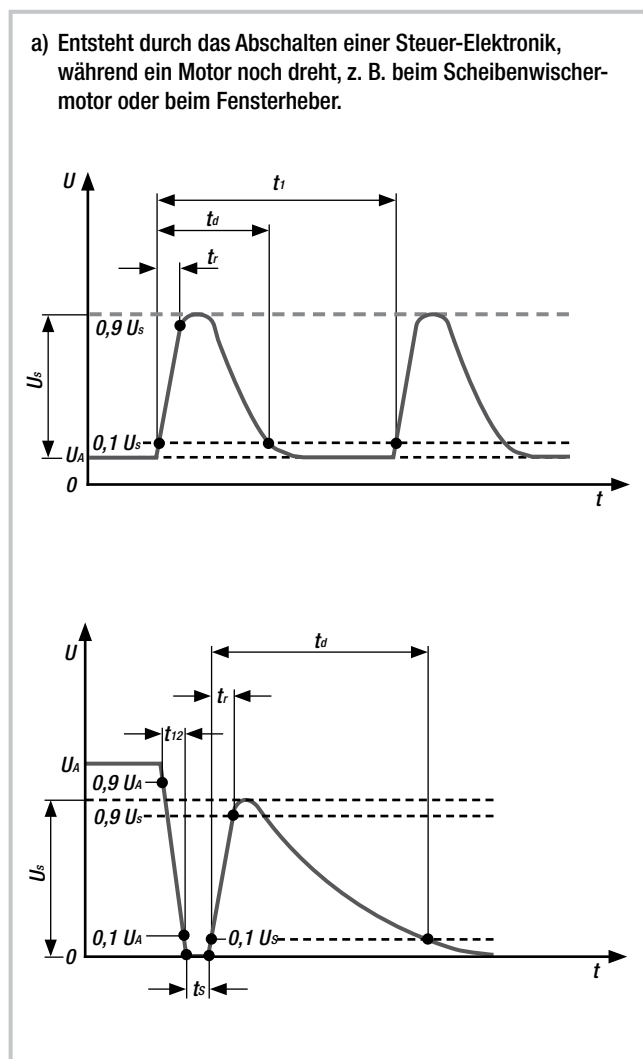 a) Entsteht durch das Abschalten einer Steuer-Elektronik,
während ein Motor noch dreht, z. B. beim Scheibenwischer-
motor oder beim Fensterheber.
U
t1
td
tr
0,9 Us
Us
0,1 Us
UA
0
t
U
td
tr
t12
UA
0,9 UA
0,9 Us
Us
0,1 UA
0,1 Us
0
ts
t